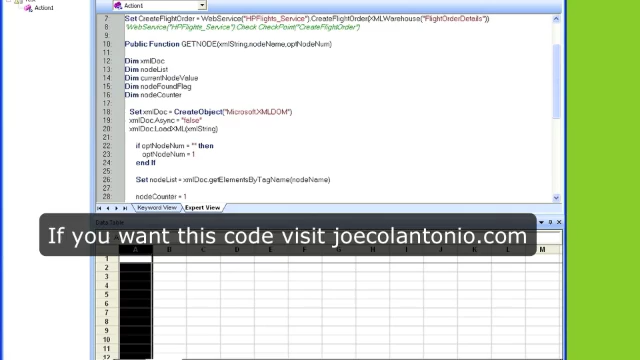 Action1
Action1
7 Set CreateFlightOrder = WebService("HPFlights_Service").CreateFlightOrder(XMLWarehouse("FlightOrderDetails"))
8 'WebService("HPFlights_Service").Check CheckPoint("CreateFlightOrder")
9
10 Public Function GETNODE(xmlString,nodeName,optNodeNum)
11
12 Dim xmlDoc
13 Dim nodeList
14 Dim currentNodeValue
15 Dim nodeFoundFlag
16 Dim nodeCounter
17
18 Set xmlDoc = CreateObject("Microsoft.XMLDOM")
19 xmlDoc.Async = "false"
20 xmlDoc.LoadXML(xmlString)
21
22 if optNodeNum = "" then
23 optNodeNum = 1
24 end If
25
26 Set nodeList = xmlDoc.getElementsByTagName(nodeName)
27
28 nodeCounter = 1
Keyword View Expert View
Data Table
If you want this code visit joecolantonio.com
A B C D E F G H I J K L M
1
2
3
4
5
6
7
8
9
10
11
12